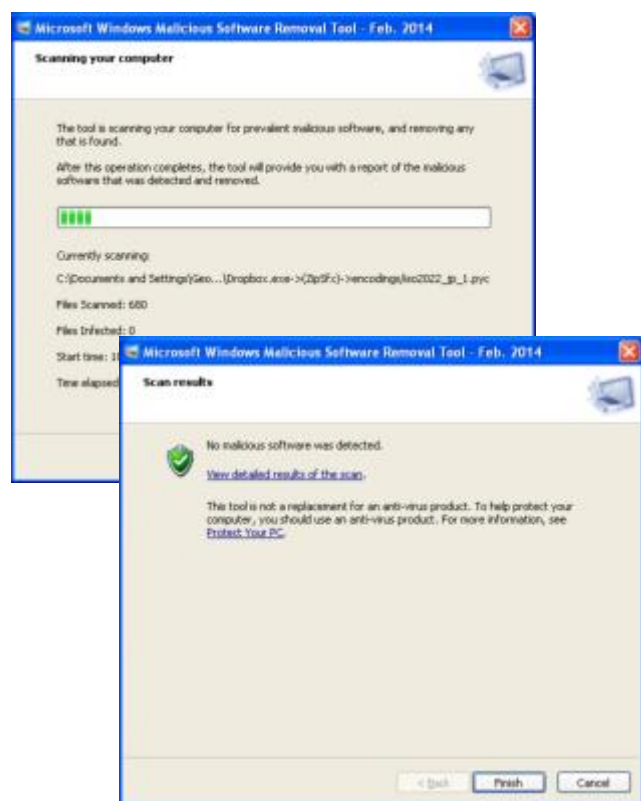 Microsoft Windows Malicious Software Removal Tool - Feb. 2014
Scanning your computer
The tool is scanning your computer for prevalent malicious software, and removing any
that is found.
After this operation completes, the tool will provide you with a report of the malicious
software that was detected and removed.
Currently scanning:
C:\Documents and Settings\Geo...\Dropbox.exe->(ZipSfx)->encodings/iso2022_jp_1.pyc
Files Scanned: 680
Files Infected: 0
Start time:
Time elapsed
Microsoft Windows Malicious Software Removal Tool - Feb. 2014
Scan results
No malicious software was detected.
View detailed results of the scan.
This tool is not a replacement for an anti-virus product. To help protect your
computer, you should use an anti-virus product. For more information, see
Protect Your PC.
< Back Finish Cancel